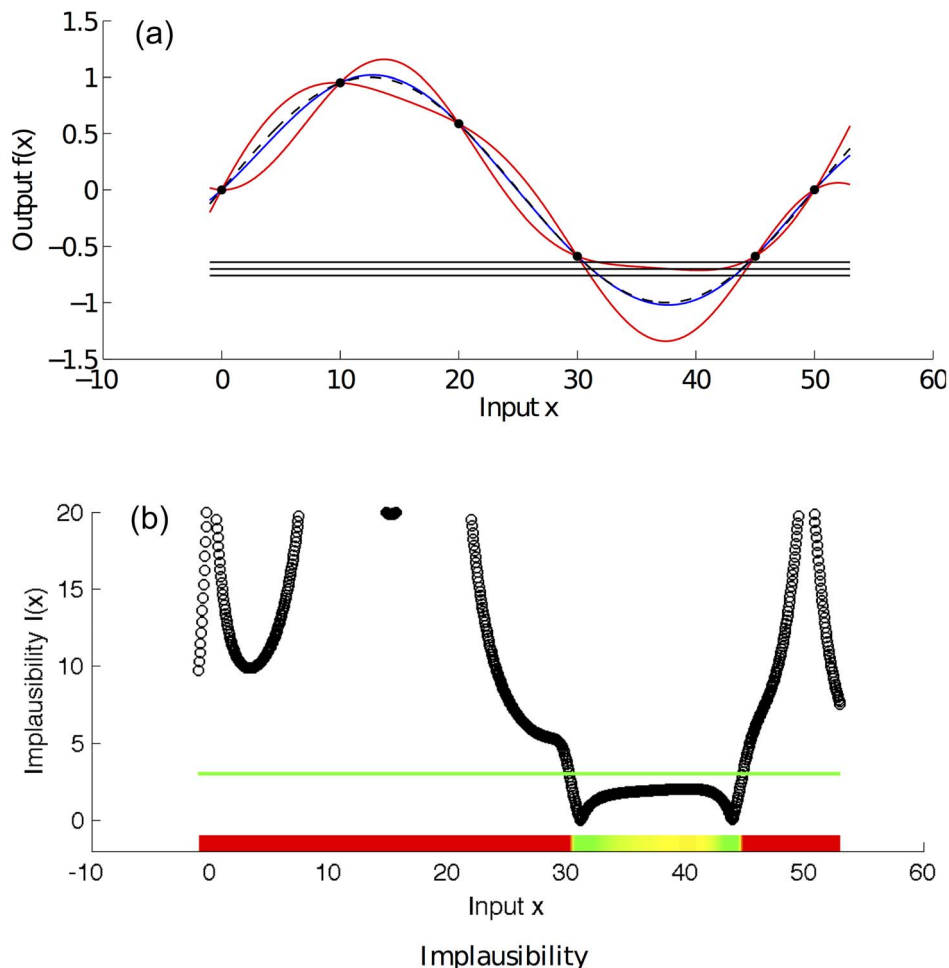 (a)
Output f(x)
1.5
1
0.5
0
−0.5
−1
−1.5
−10 0 10 20 30 40 50 60
Input x
(b)
Implausibility I(x)
20
15
10
5
0
-10 0 10 20 30 40 50 60
Input x
Implausibility